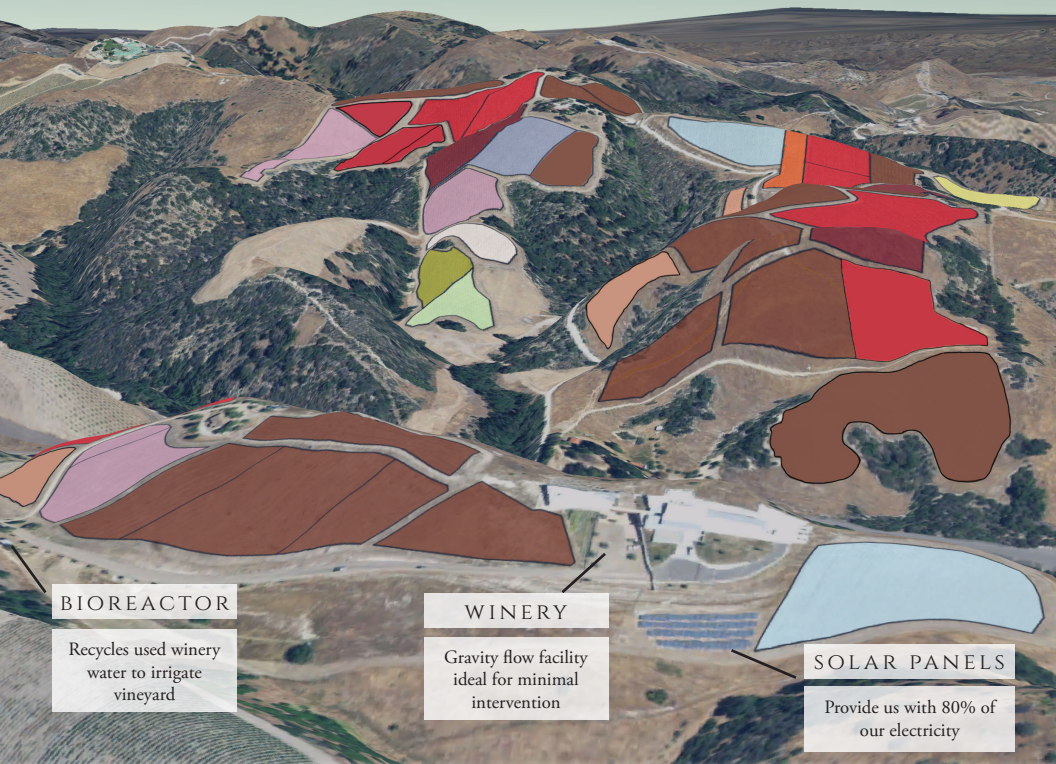 BIOREACTOR
Recycles used winery
water to irrigate
vineyard
WINERY
Gravity flow facility
ideal for minimal
intervention
SOLAR PANELS
Provide us with 80% of
our electricity